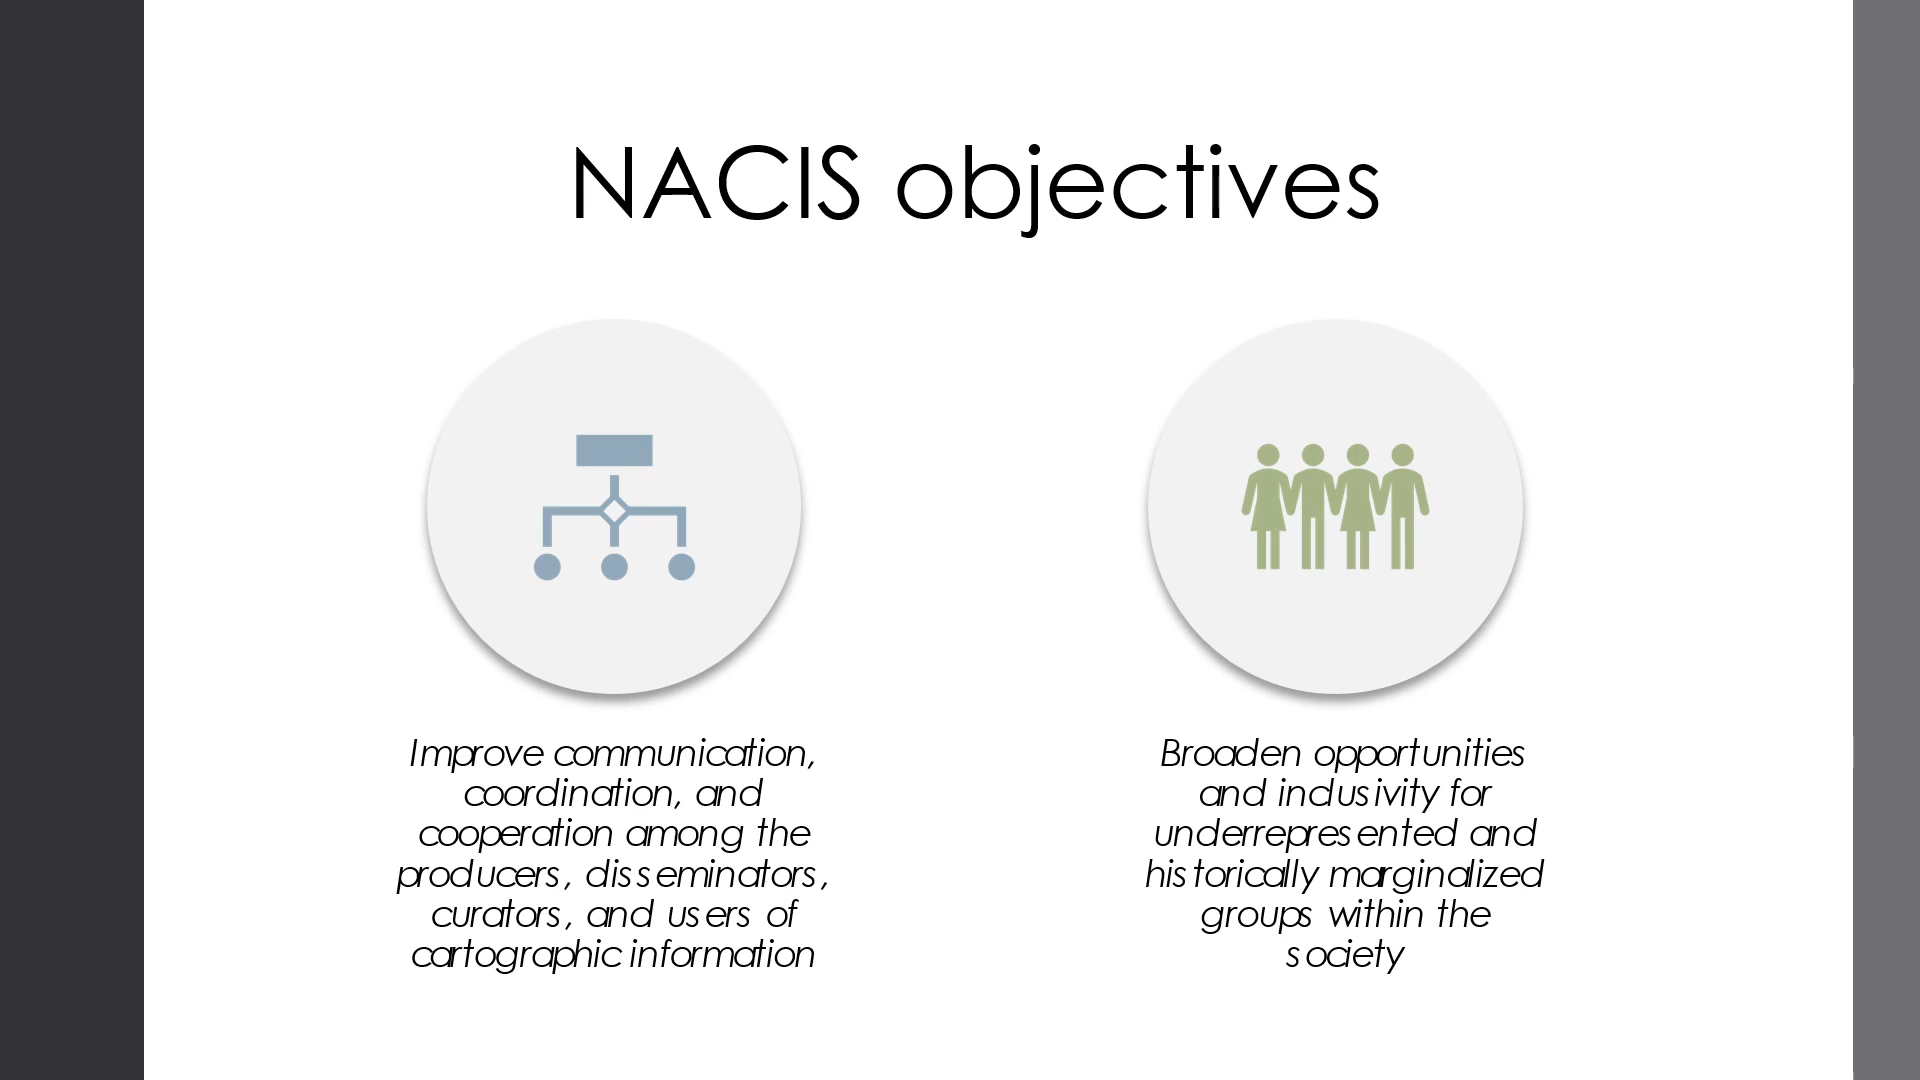 NACIS objectives
Improve communication,
coordination, and
cooperation among the
producers, disseminators,
curators, and users of
cartographic information
Broaden opportunities
and inclusivity for
underrepresented and
historically marginalized
groups within the
society